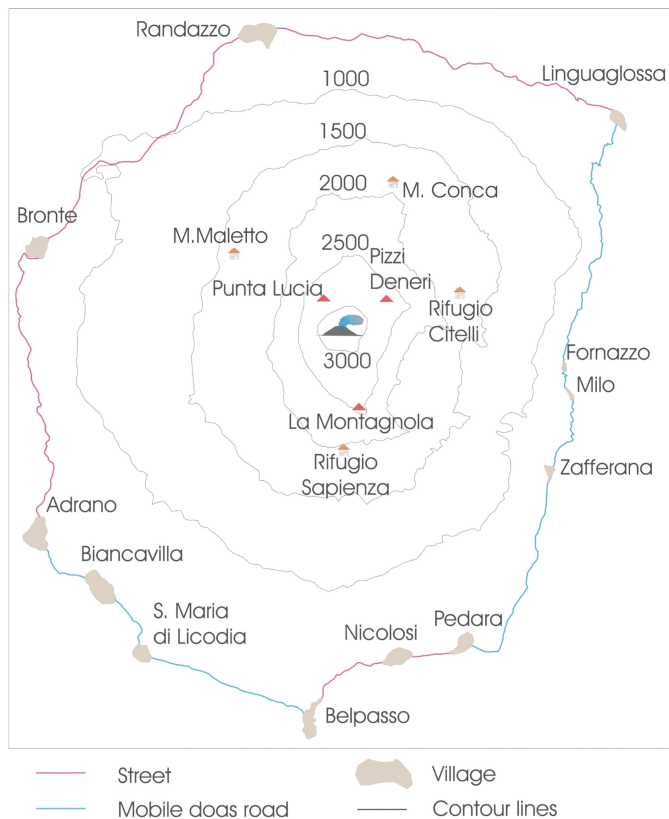 Randazzo
Linguaglossa
1000
1500
2000
M. Conca
Bronte
M.Maletto
2500
Pizzi
Deneri
Punta Lucia
Rifugio
Citelli
3000
Fornazzo
Milo
La Montagnola
Rifugio
Sapienza
Zafferana
Adrano
Biancavilla
S. Maria
di Licodia
Nicolosi
Pedara
Belpasso
Street
Village
Mobile doas road
Contour lines